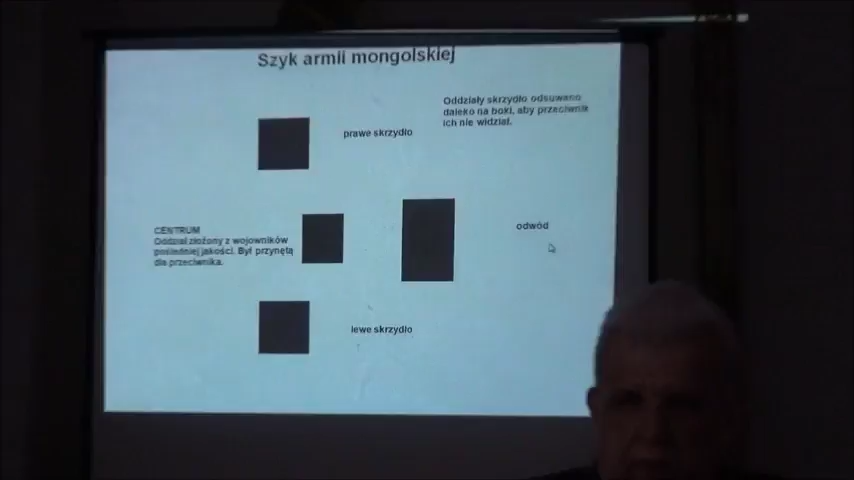 Szyk armii mongolskiej
Oddziały skrzydło odsuwano
daleko na boki, aby przeciwnik
ich nie widział.
prawe skrzydło
odwód
CENTRUM
Oddział złożony z wojowników
pośledniej jakości. Był przynętą
dla przeciwnika.
lewe skrzydło